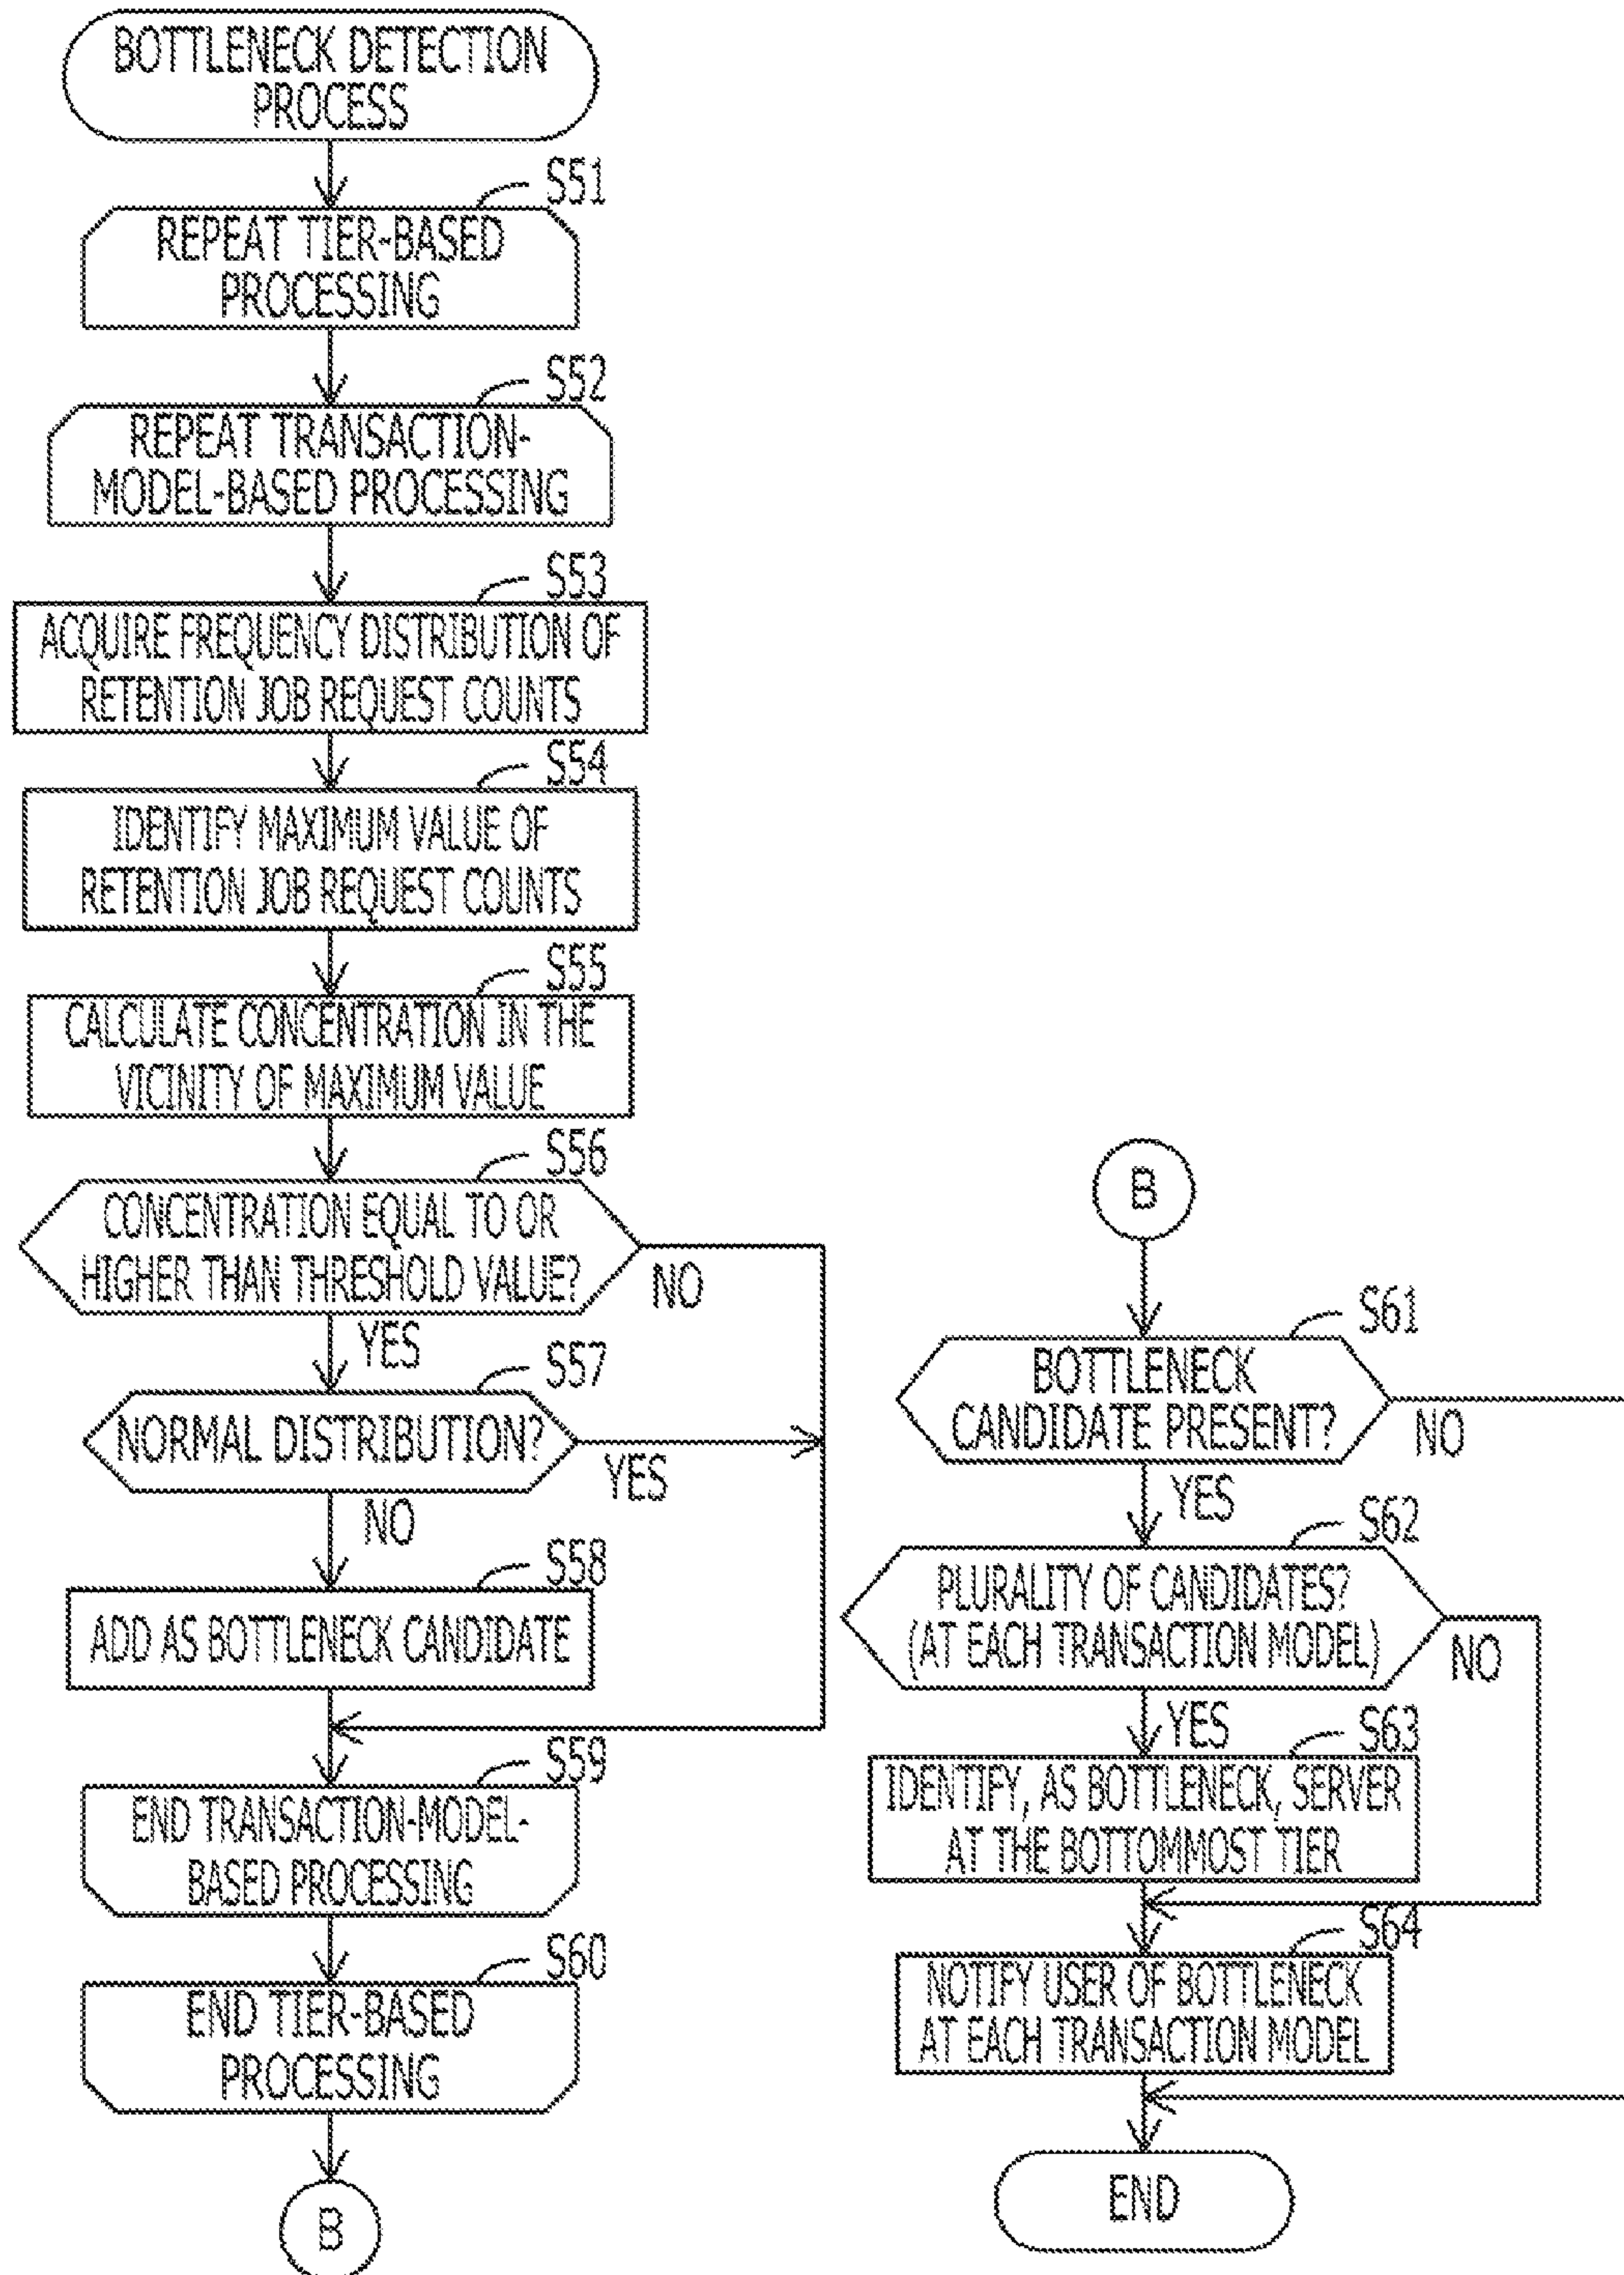 BOTTLENECK DETECTION
PROCESS
S51
REPEAT TIER-BASED
PROCESSING
S52
REPEAT TRANSACTION-
MODEL-BASED PROCESSING
S53
ACQUIRE FREQUENCY DISTRIBUTION OF
RETENTION JOB REQUEST COUNTS
S54
IDENTIFY MAXIMUM VALUE OF
RETENTION JOB REQUEST COUNTS
S55
CALCULATE CONCENTRATION IN THE
VICINITY OF MAXIMUM VALUE
S56
CONCENTRATION EQUAL TO OR
HIGHER THAN THRESHOLD VALUE?
NO
YES
S57
NORMAL DISTRIBUTION?
YES
NO
S58
ADD AS BOTTLENECK CANDIDATE
S59
END TRANSACTION-MODEL-
BASED PROCESSING
S60
END TIER-BASED
PROCESSING
B
B
S61
BOTTLENECK
CANDIDATE PRESENT?
NO
YES
S62
PLURALITY OF CANDIDATES?
(AT EACH TRANSACTION MODEL)
NO
YES
S63
IDENTIFY, AS BOTTLENECK, SERVER
AT THE BOTTOMMOST TIER
S64
NOTIFY USER OF BOTTLENECK
AT EACH TRANSACTION MODEL
END